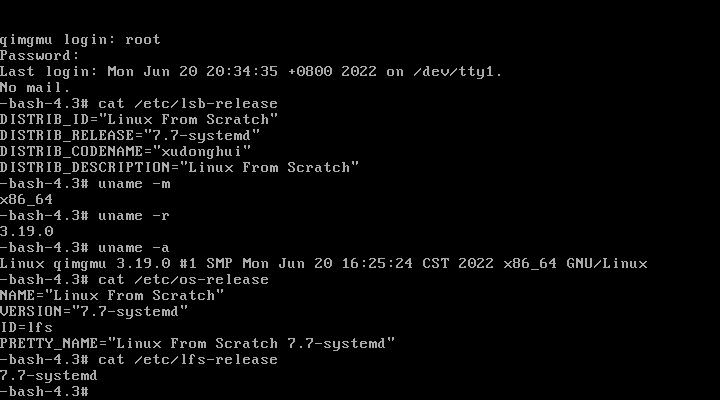 qimgmu login: root
Password:
Last login: Mon Jun 20 20:34:35 +0800 2022 on /dev/tty1.
No mail.
-bash-4.3# cat /etc/lsb-release
DISTRIB_ID="Linux From Scratch"
DISTRIB_RELEASE="7.7-systemd"
DISTRIB_CODENAME="xudonghui"
DISTRIB_DESCRIPTION="Linux From Scratch"
-bash-4.3# uname -m
x86_64
-bash-4.3# uname -r
3.19.0
-bash-4.3# uname -a
Linux qimgmu 3.19.0 #1 SMP Mon Jun 20 16:25:24 CST 2022 x86_64 GNU/Linux
-bash-4.3# cat /etc/os-release
NAME="Linux From Scratch"
VERSION="7.7-systemd"
ID=lfs
PRETTY_NAME="Linux From Scratch 7.7-systemd"
-bash-4.3# cat /etc/lfs-release
7.7-systemd
-bash-4.3#